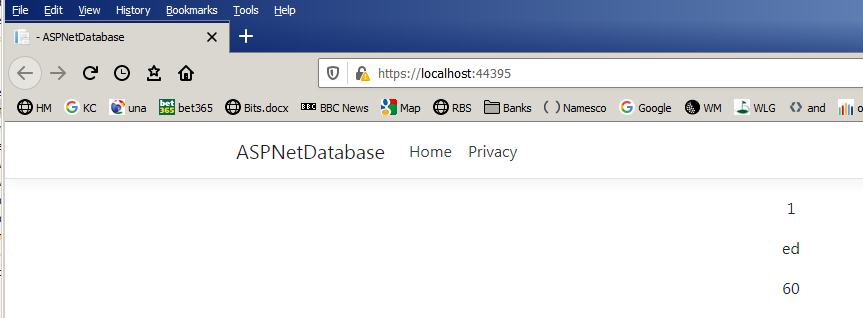 File Edit View History Bookmarks Tools Help
- ASPNetDatabase
https://localhost:44395
HM KC una bet365 Bits.docx BBC News Map RBS Banks Namesco Google WM WLG and
ASPNetDatabase Home Privacy
1
ed
60